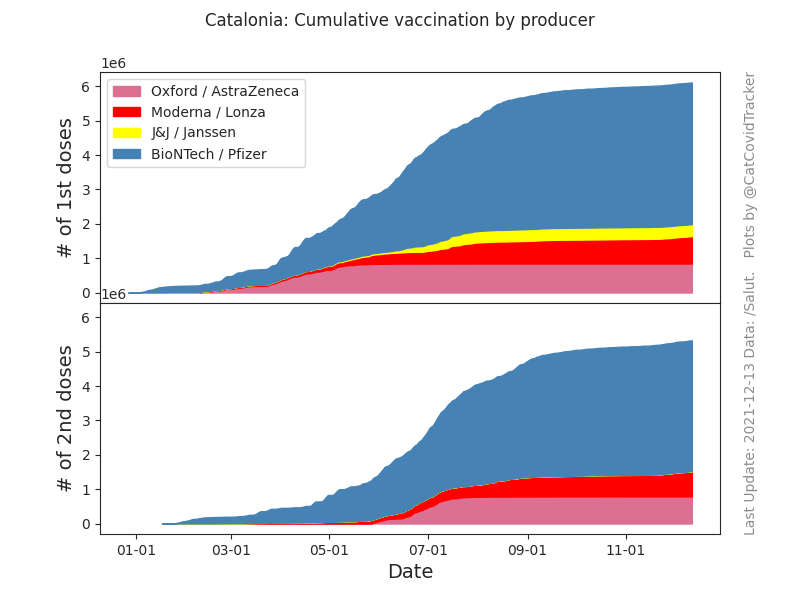 Catalonia: Cumulative vaccination by producer
1e6
Oxford / AstraZeneca
Moderna / Lonza
J&J / Janssen
BioNTech / Pfizer
# of 1st doses
6
5
4
3
2
1
0
1e6
# of 2nd doses
6
5
4
3
2
1
0
01-01 03-01 05-01 07-01 09-01 11-01
Date
Last Update: 2021-12-13 Data: /Salut. Plots by @CatCovidTracker